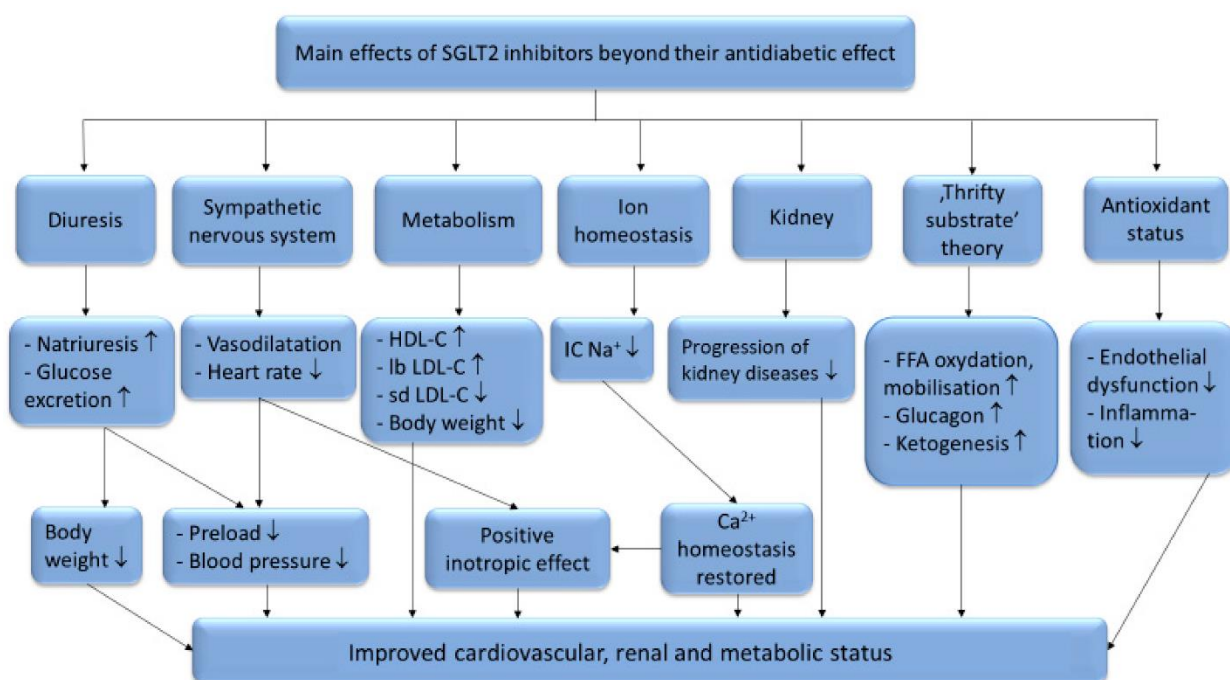 Main effects of SGLT2 inhibitors beyond their antidiabetic effect
Diuresis
Sympathetic
nervous system
Metabolism
Ion
homeostasis
Kidney
‚Thrifty
substrate’
theory
Antioxidant
status
- Natriuresis ↑
- Glucose
excretion ↑
- Vasodilatation
- Heart rate ↓
- HDL-C ↑
- lb LDL-C ↑
- sd LDL-C ↓
- Body weight ↓
IC Na⁺ ↓
Progression of
kidney diseases ↓
- FFA oxydation,
mobilisation ↑
- Glucagon ↑
- Ketogenesis ↑
- Endothelial
dysfunction ↓
- Inflamma-
tion ↓
Body
weight ↓
- Preload ↓
- Blood pressure ↓
Positive
inotropic effect
Ca²⁺
homeostasis
restored
Improved cardiovascular, renal and metabolic status